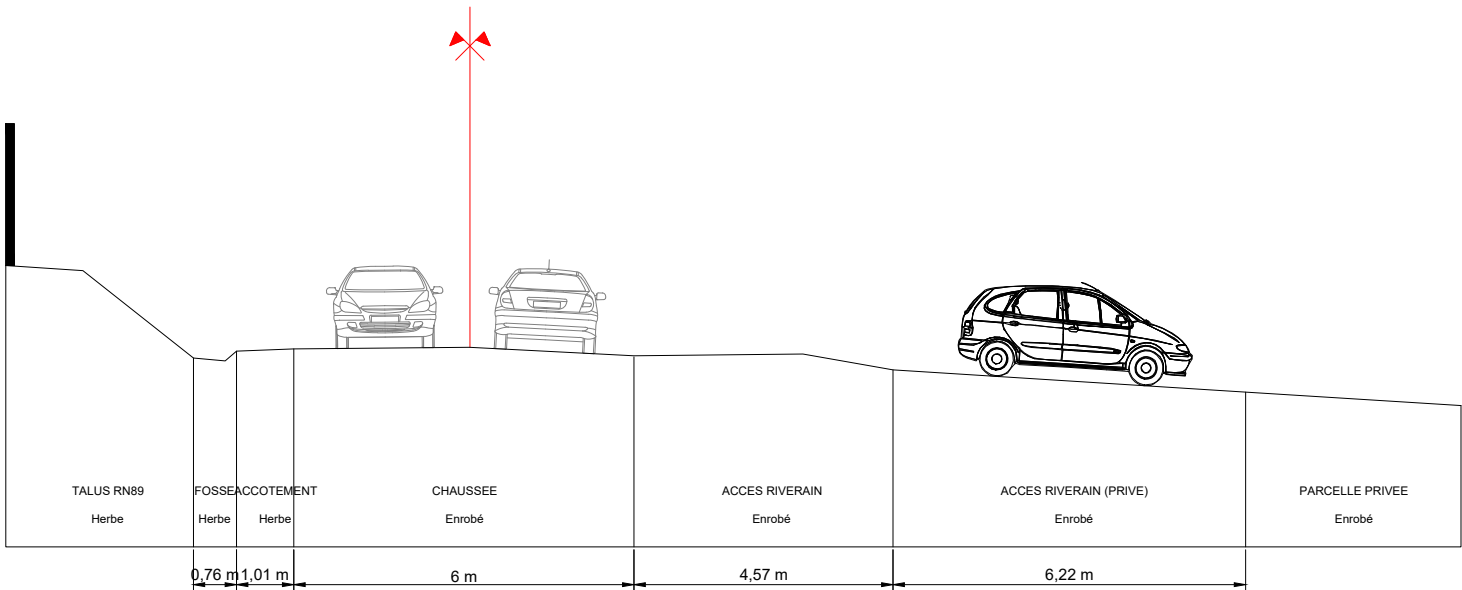 TALUS RN89
Herbe
FOSSE
Herbe
ACCOTEMENT
Herbe
CHAUSSEE
Enrobé
ACCES RIVERAIN
Enrobé
ACCES RIVERAIN (PRIVE)
Enrobé
PARCELLE PRIVEE
Enrobé
0,76 m
1,01 m
6 m
4,57 m
6,22 m